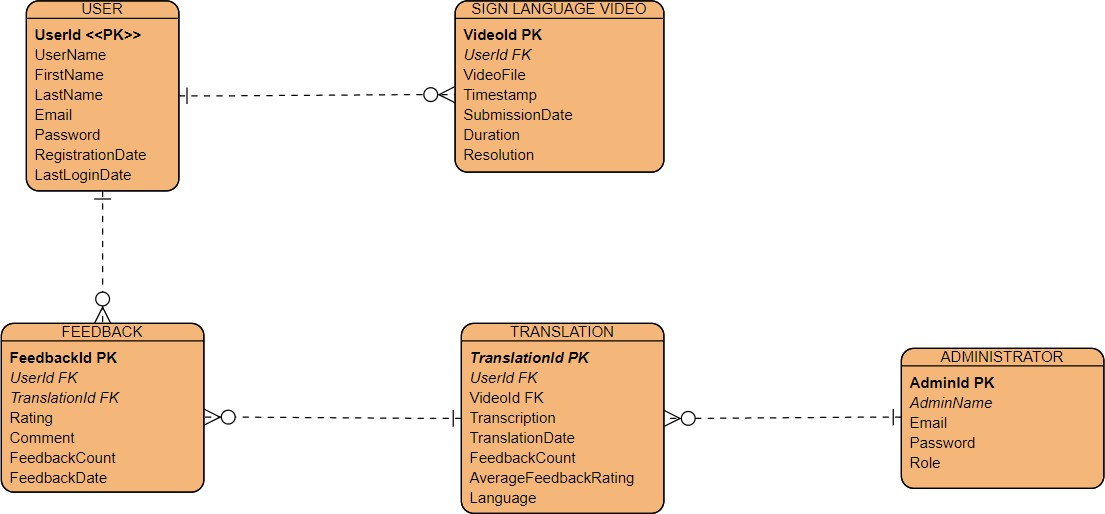 USER
UserId <<PK>>
UserName
FirstName
LastName
Email
Password
RegistrationDate
LastLoginDate
SIGN LANGUAGE VIDEO
VideoId PK
UserId FK
VideoFile
Timestamp
SubmissionDate
Duration
Resolution
FEEDBACK
FeedbackId PK
UserId FK
TranslationId FK
Rating
Comment
FeedbackCount
FeedbackDate
TRANSLATION
TranslationId PK
UserId FK
VideoId FK
Transcription
TranslationDate
FeedbackCount
AverageFeedbackRating
Language
ADMINISTRATOR
AdminId PK
AdminName
Email
Password
Role